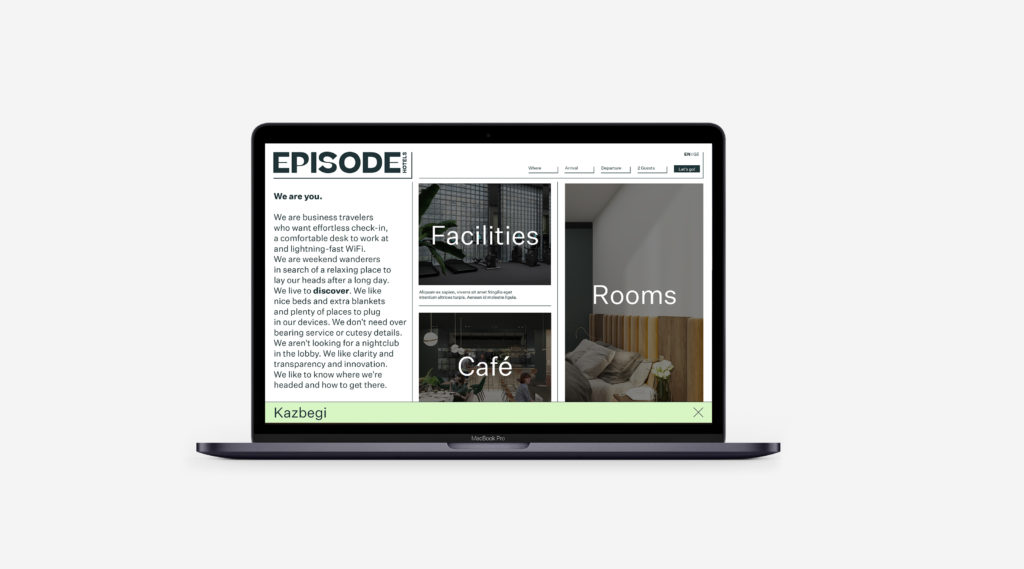 EPISODE
HOTELS
EN/GE
Where Arrival Departure 2 Guests Let's go!
We are you.
We are business travelers
who want effortless check-in,
a comfortable desk to work at
and lightning-fast WiFi.
We are weekend wanderers
in search of a relaxing place to
lay our heads after a long day.
We live to discover. We like
nice beds and extra blankets
and plenty of places to plug
in our devices. We don't need over
bearing service or cutesy details.
We aren't looking for a nightclub
in the lobby. We like clarity and
transparency and innovation.
We like to know where we're
headed and how to get there.
Facilities
Aliquam ex sapien, viverra sit amet fringilla eget
intentum ultrices turpis. Aenean id molestie ligula.
Café
Rooms
Kazbegi
MacBook Pro